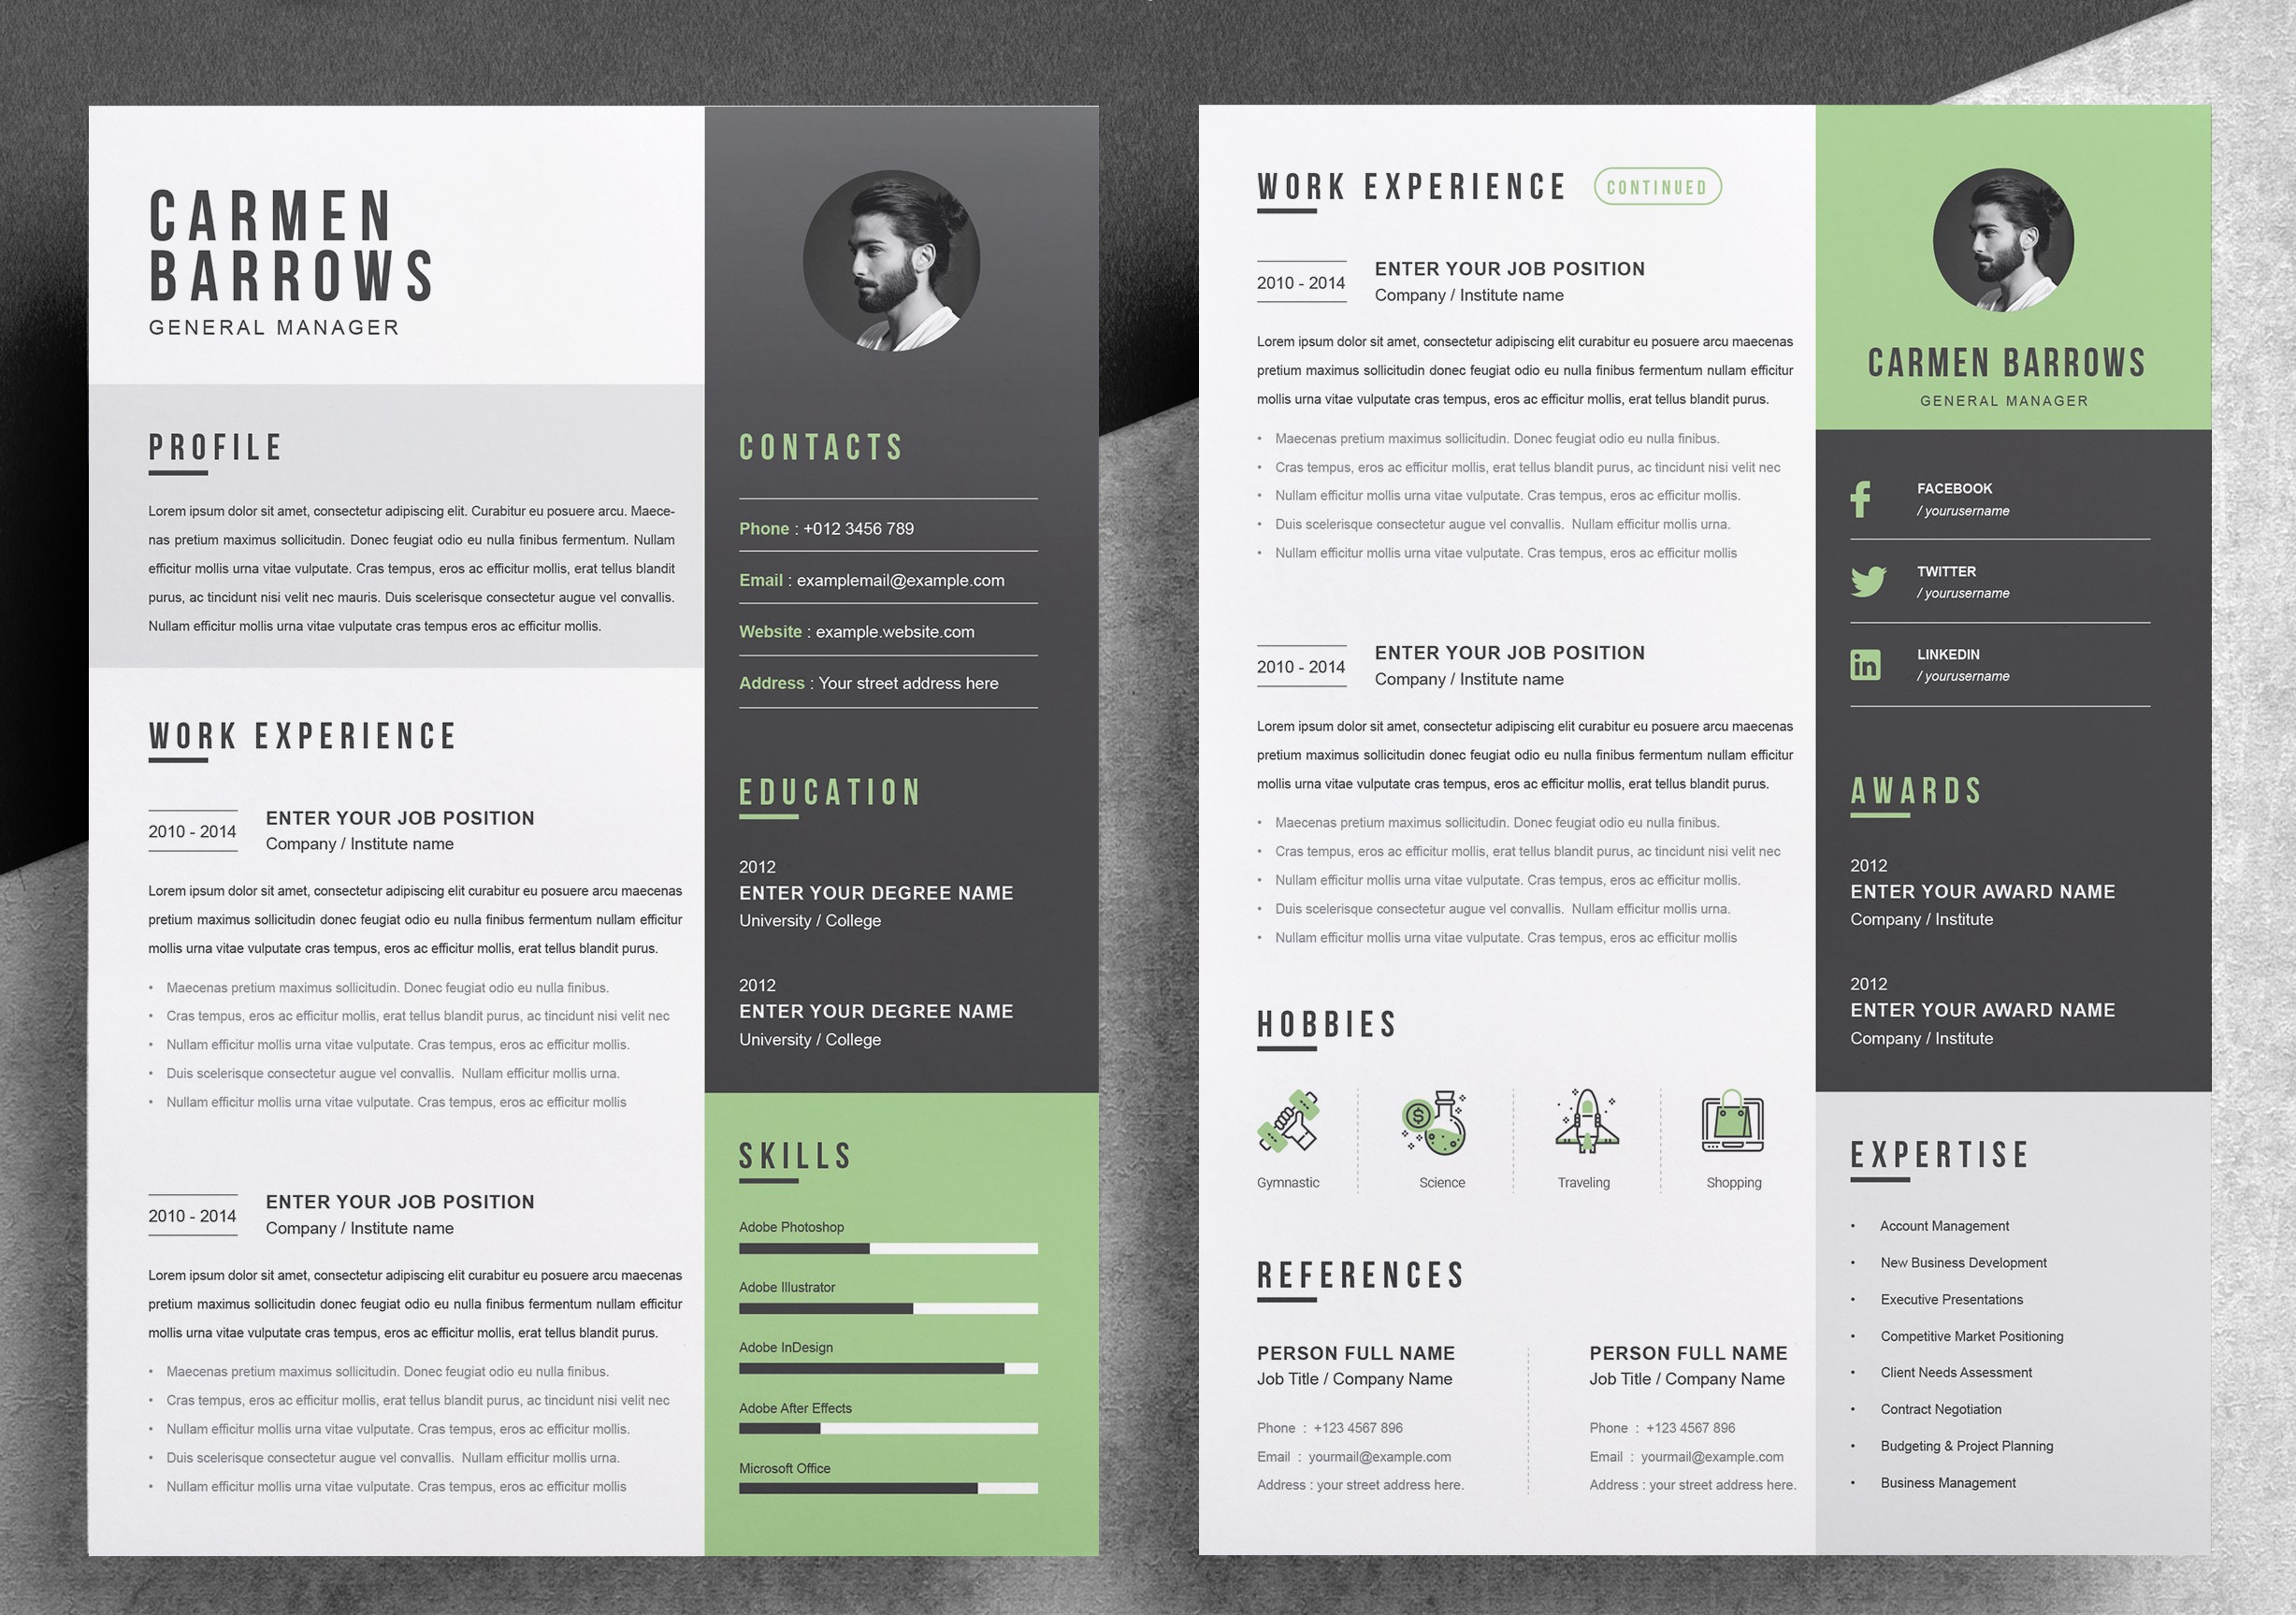 CARMEN
BARROWS
GENERAL MANAGER
PROFILE
Lorem ipsum dolor sit amet, consectetur adipiscing elit. Curabitur eu posuere arcu. Maece-
nas pretium maximus sollicitudin. Donec feugiat odio eu nulla finibus fermentum. Nullam
efficitur mollis urna vitae vulputate. Cras tempus, eros ac efficitur mollis, erat tellus blandit
purus, ac tincidunt nisi velit nec mauris. Duis scelerisque consectetur augue vel convallis.
Nullam efficitur mollis urna vitae vulputate cras tempus eros ac efficitur mollis.
WORK EXPERIENCE
2010 - 2014
ENTER YOUR JOB POSITION
Company / Institute name
Lorem ipsum dolor sit amet, consectetur adipiscing elit curabitur eu posuere arcu maecenas
pretium maximus sollicitudin donec feugiat odio eu nulla finibus fermentum nullam efficitur
mollis urna vitae vulputate cras tempus, eros ac efficitur mollis, erat tellus blandit purus.
• Maecenas pretium maximus sollicitudin. Donec feugiat odio eu nulla finibus.
• Cras tempus, eros ac efficitur mollis, erat tellus blandit purus, ac tincidunt nisi velit nec
• Nullam efficitur mollis urna vitae vulputate. Cras tempus, eros ac efficitur mollis.
• Duis scelerisque consectetur augue vel convallis.  Nullam efficitur mollis urna.
• Nullam efficitur mollis urna vitae vulputate. Cras tempus, eros ac efficitur mollis
2010 - 2014
ENTER YOUR JOB POSITION
Company / Institute name
Lorem ipsum dolor sit amet, consectetur adipiscing elit curabitur eu posuere arcu maecenas
pretium maximus sollicitudin donec feugiat odio eu nulla finibus fermentum nullam efficitur
mollis urna vitae vulputate cras tempus, eros ac efficitur mollis, erat tellus blandit purus.
• Maecenas pretium maximus sollicitudin. Donec feugiat odio eu nulla finibus.
• Cras tempus, eros ac efficitur mollis, erat tellus blandit purus, ac tincidunt nisi velit nec
• Nullam efficitur mollis urna vitae vulputate. Cras tempus, eros ac efficitur mollis.
• Duis scelerisque consectetur augue vel convallis.  Nullam efficitur mollis urna.
• Nullam efficitur mollis urna vitae vulputate. Cras tempus, eros ac efficitur mollis
CONTACTS
Phone : +012 3456 789
Email : examplemail@example.com
Website : example.website.com
Address : Your street address here
EDUCATION
2012
ENTER YOUR DEGREE NAME
University / College
2012
ENTER YOUR DEGREE NAME
University / College
SKILLS
Adobe Photoshop
Adobe Illustrator
Adobe InDesign
Adobe After Effects
Microsoft Office
WORK EXPERIENCE CONTINUED
2010 - 2014
ENTER YOUR JOB POSITION
Company / Institute name
Lorem ipsum dolor sit amet, consectetur adipiscing elit curabitur eu posuere arcu maecenas
pretium maximus sollicitudin donec feugiat odio eu nulla finibus fermentum nullam efficitur
mollis urna vitae vulputate cras tempus, eros ac efficitur mollis, erat tellus blandit purus.
• Maecenas pretium maximus sollicitudin. Donec feugiat odio eu nulla finibus.
• Cras tempus, eros ac efficitur mollis, erat tellus blandit purus, ac tincidunt nisi velit nec
• Nullam efficitur mollis urna vitae vulputate. Cras tempus, eros ac efficitur mollis.
• Duis scelerisque consectetur augue vel convallis.  Nullam efficitur mollis urna.
• Nullam efficitur mollis urna vitae vulputate. Cras tempus, eros ac efficitur mollis
2010 - 2014
ENTER YOUR JOB POSITION
Company / Institute name
Lorem ipsum dolor sit amet, consectetur adipiscing elit curabitur eu posuere arcu maecenas
pretium maximus sollicitudin donec feugiat odio eu nulla finibus fermentum nullam efficitur
mollis urna vitae vulputate cras tempus, eros ac efficitur mollis, erat tellus blandit purus.
• Maecenas pretium maximus sollicitudin. Donec feugiat odio eu nulla finibus.
• Cras tempus, eros ac efficitur mollis, erat tellus blandit purus, ac tincidunt nisi velit nec
• Nullam efficitur mollis urna vitae vulputate. Cras tempus, eros ac efficitur mollis.
• Duis scelerisque consectetur augue vel convallis.  Nullam efficitur mollis urna.
• Nullam efficitur mollis urna vitae vulputate. Cras tempus, eros ac efficitur mollis
HOBBIES
$
Gymnastic
Science
Traveling
Shopping
REFERENCES
PERSON FULL NAME
Job Title / Company Name
Phone : +123 4567 896
Email : yourmail@example.com
Address : your street address here.
PERSON FULL NAME
Job Title / Company Name
Phone : +123 4567 896
Email : yourmail@example.com
Address : your street address here.
CARMEN BARROWS
GENERAL MANAGER
f
FACEBOOK
/ yourusername
TWITTER
/ yourusername
in
LINKEDIN
/ yourusername
AWARDS
2012
ENTER YOUR AWARD NAME
Company / Institute
2012
ENTER YOUR AWARD NAME
Company / Institute
EXPERTISE
• Account Management
• New Business Development
• Executive Presentations
• Competitive Market Positioning
• Client Needs Assessment
• Contract Negotiation
• Budgeting & Project Planning
• Business Management